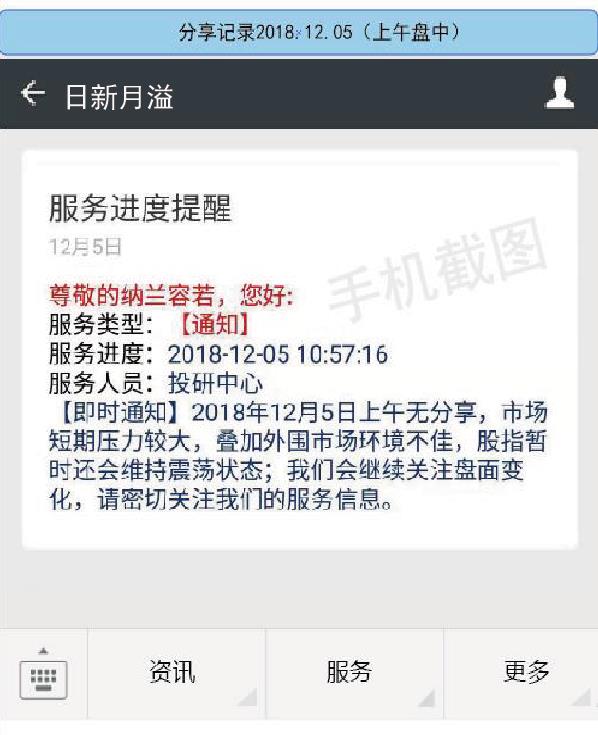 分享记录2018.12.05（上午盘中）
日新月溢
服务进度提醒
12月5日
手机截图
尊敬的纳兰容若，您好:
服务类型：【通知】
服务进度：2018-12-05 10:57:16
服务人员：投研中心
【即时通知】2018年12月5日上午无分享，市场
短期压力较大，叠加外围市场环境不佳，股指暂
时还会维持震荡状态；我们会继续关注盘面变
化，请密切关注我们的服务信息。
资讯
服务
更多